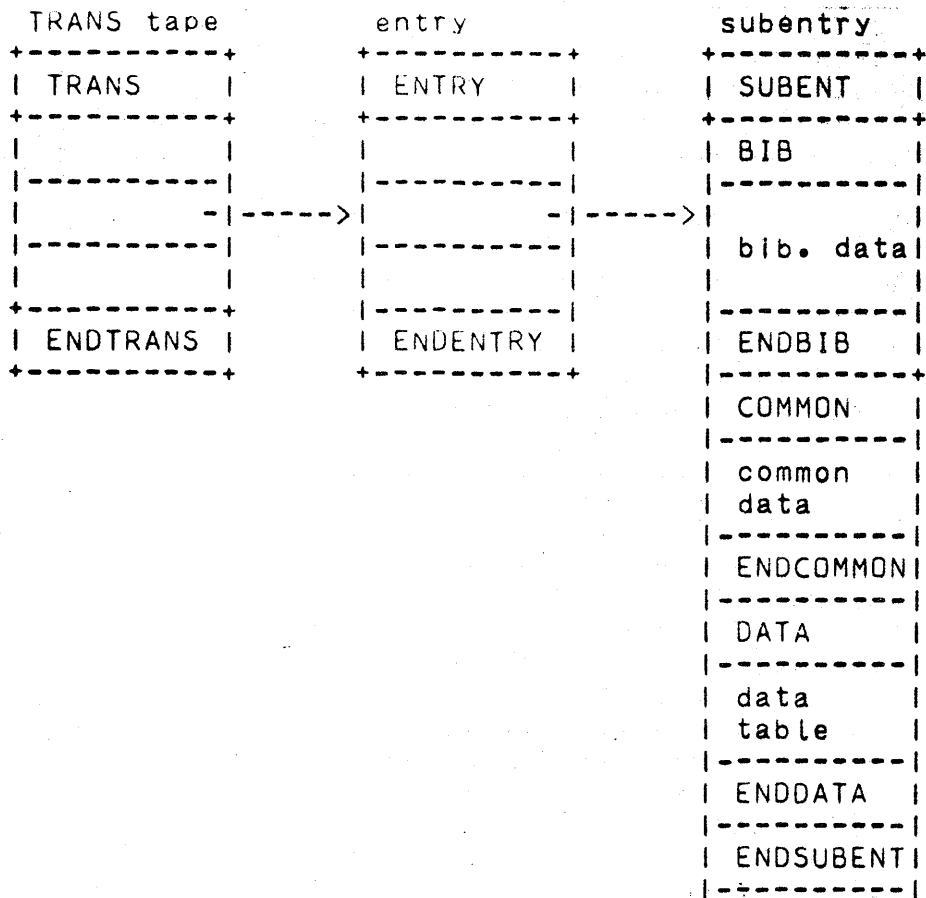 TRANS tape entry subentry
+-----------+ +-----------+ +-----------+
| TRANS | | ENTRY | | SUBENT |
+-----------+ +-----------+ +-----------+
| | | | | BIB |
|-----------| |-----------| |-----------|
| -|----->| -|----->| |
|-----------| |-----------| | bib. data|
| | | | | |
+-----------+ |-----------| |-----------|
| ENDTRANS | | ENDENTRY | | ENDBIB |
+-----------+ +-----------+ |-----------+
| COMMON |
|-----------|
| common |
| data |
|-----------|
| ENDCOMMON|
|-----------|
| DATA |
|-----------|
| data |
| table |
|-----------|
| ENDDATA |
|-----------|
| ENDSUBENT|
|-----------|